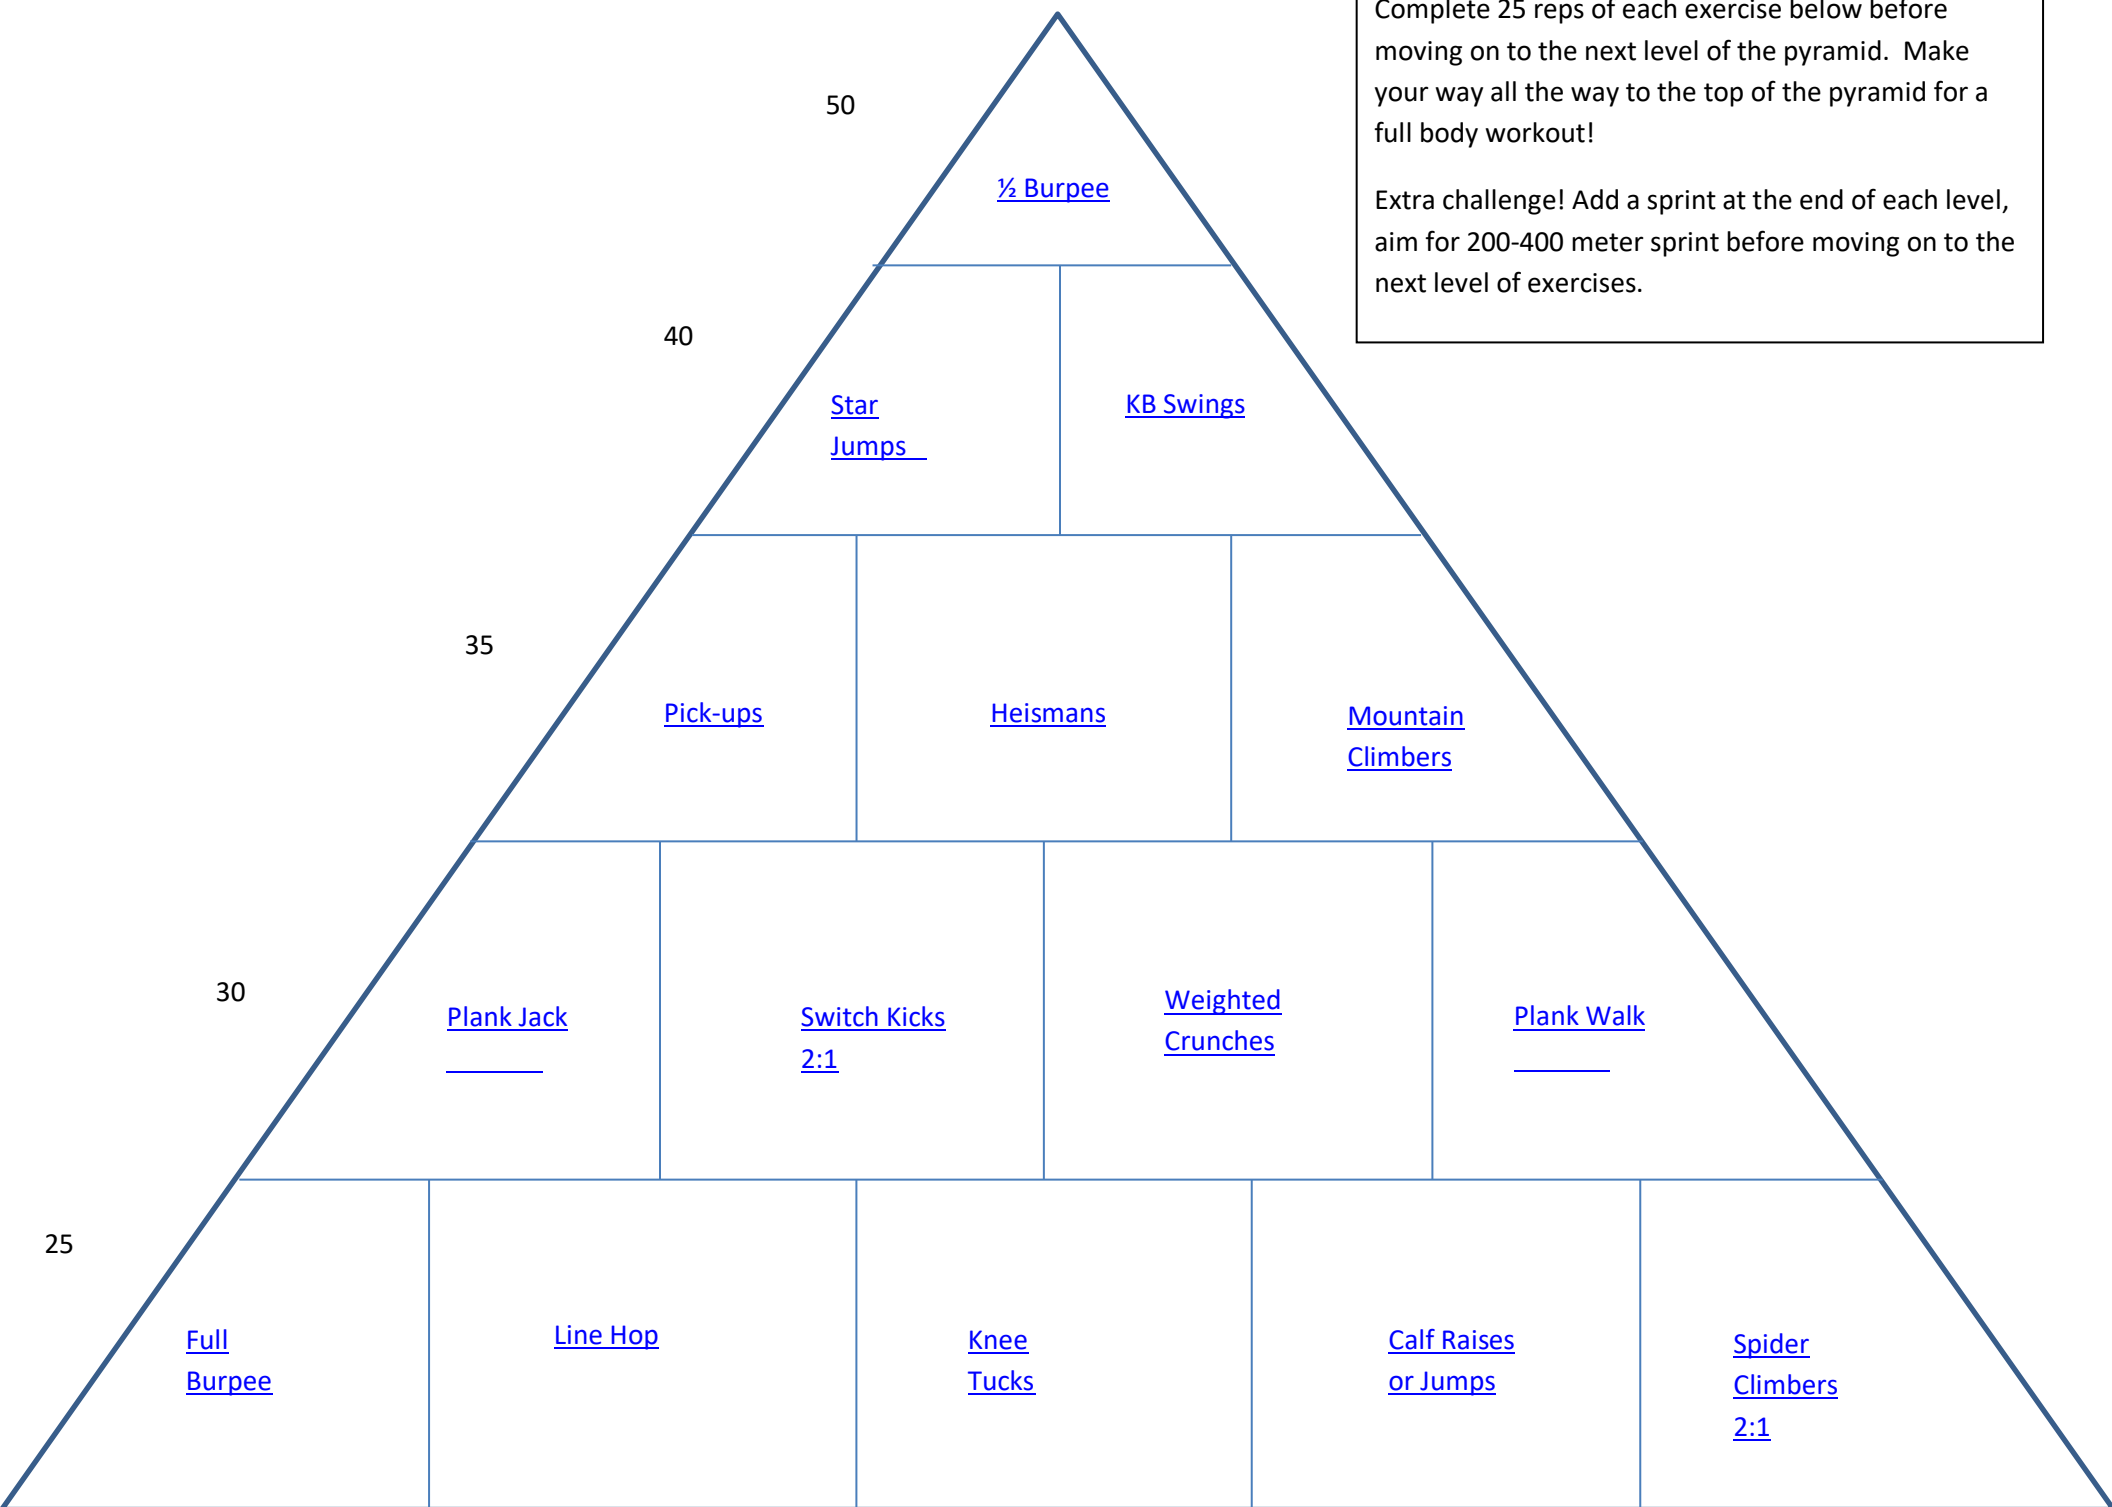 Complete 25 reps of each exercise below before
moving on to the next level of the pyramid.  Make
your way all the way to the top of the pyramid for a
full body workout!
Extra challenge! Add a sprint at the end of each level,
aim for 200-400 meter sprint before moving on to the
next level of exercises.
50
½ Burpee
40
Star
Jumps
KB Swings
35
Pick-ups
Heismans
Mountain
Climbers
30
Plank Jack
Switch Kicks
2:1
Weighted
Crunches
Plank Walk
25
Full
Burpee
Line Hop
Knee
Tucks
Calf Raises
or Jumps
Spider
Climbers
2:1